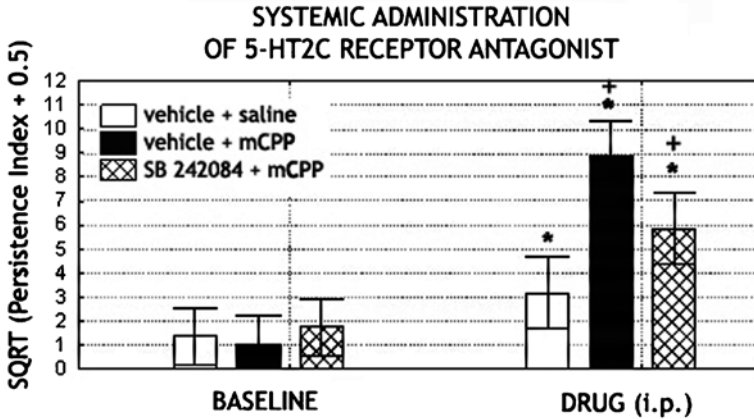 SYSTEMIC ADMINISTRATION
OF 5-HT2C RECEPTOR ANTAGONIST
SQRT (Persistence Index + 0.5)
12
11
10
9
8
7
6
5
4
3
2
1
0
vehicle + saline
vehicle + mCPP
SB 242084 + mCPP
*
+
*
+
*
BASELINE
DRUG (i.p.)